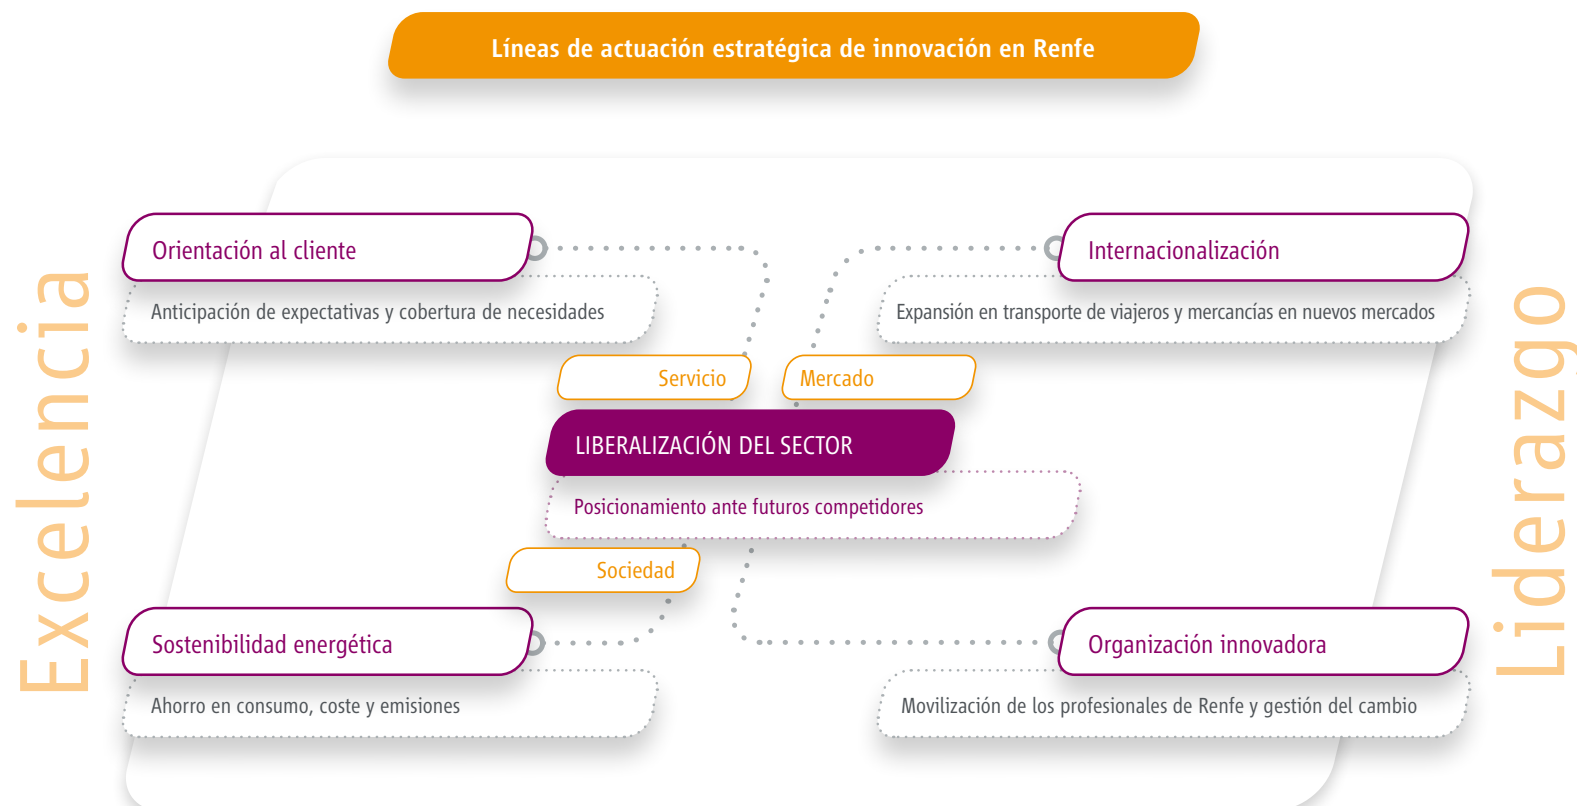 Líneas de actuación estratégica de innovación en Renfe
Excelencia
Liderazgo
Orientación al cliente
Anticipación de expectativas y cobertura de necesidades
Internacionalización
Expansión en transporte de viajeros y mercancías en nuevos mercados
Servicio
Mercado
LIBERALIZACIÓN DEL SECTOR
Posicionamiento ante futuros competidores
Sociedad
Sostenibilidad energética
Ahorro en consumo, coste y emisiones
Organización innovadora
Movilización de los profesionales de Renfe y gestión del cambio